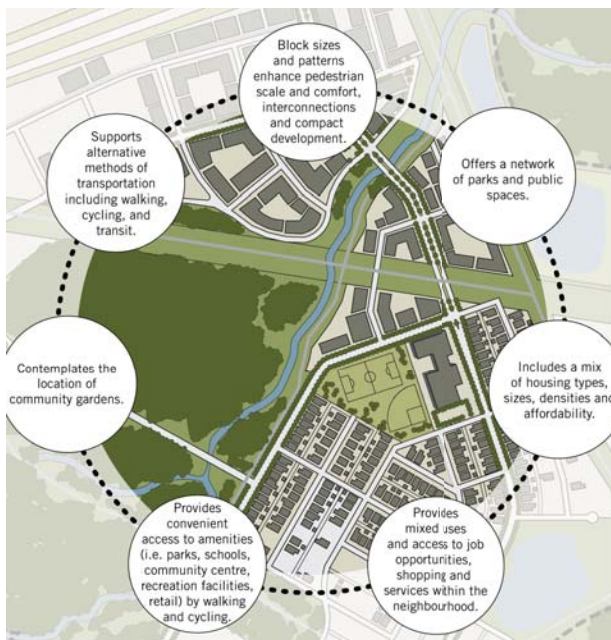 Block sizes
and patterns
enhance pedestrian
scale and comfort,
interconnections
and compact
development.
Supports
alternative
methods of
transportation
including walking,
cycling, and
transit.
Offers a network
of parks and public
spaces.
Contemplates the
location of
community gardens.
Includes a mix
of housing types,
sizes, densities and
affordability.
Provides
convenient
access to amenities
(i.e. parks, schools,
community centre,
recreation facilities,
retail) by walking
and cycling.
Provides
mixed uses
and access to job
opportunities,
shopping and
services within the
neighbourhood.